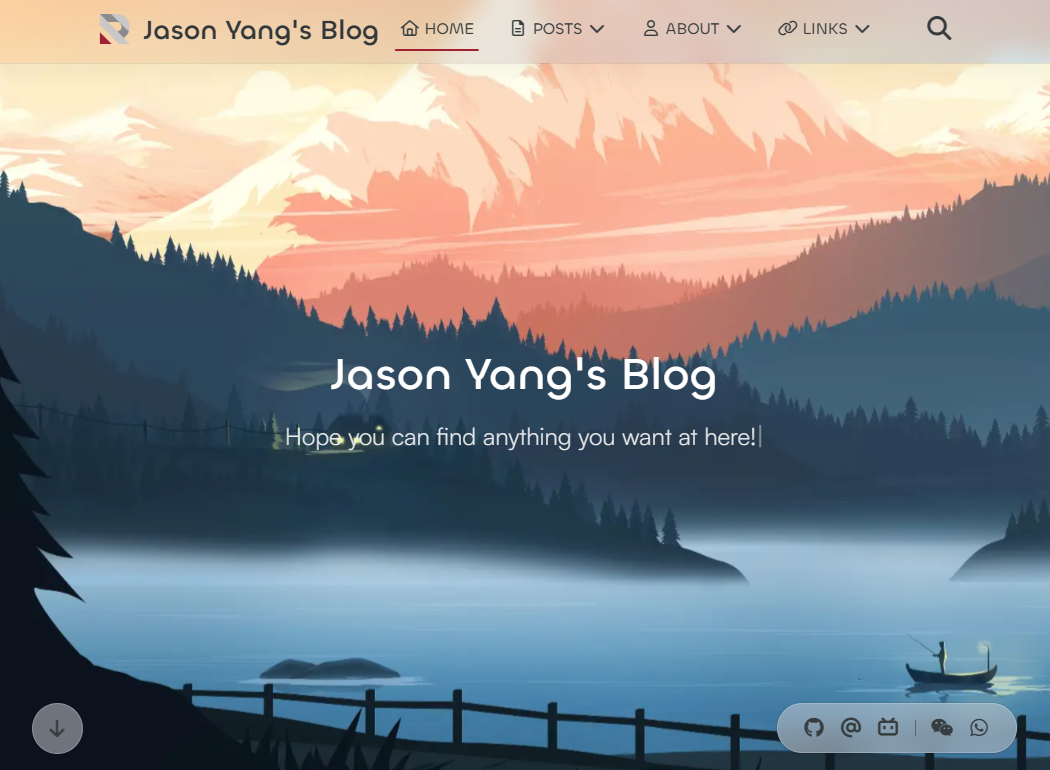 Jason Yang's Blog
HOME
POSTS
ABOUT
LINKS
Jason Yang's Blog
Hope you can find anything you want at here!